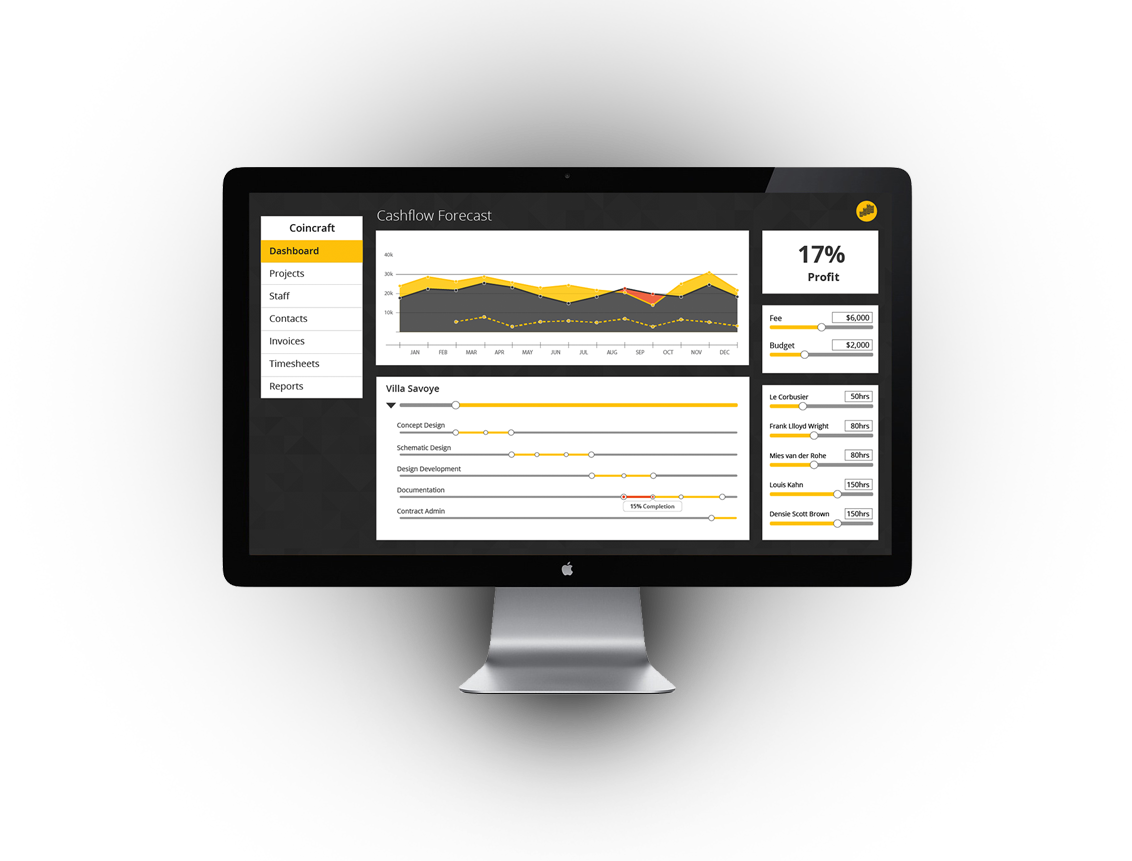 Coincraft
Dashboard
Projects
Staff
Contacts
Invoices
Timesheets
Reports
Cashflow Forecast
40k
30k
20k
10k
JAN FEB MAR APR MAY JUN JUL AUG SEP OCT NOV DEC
Villa Savoye
Concept Design
Schematic Design
Design Development
Documentation
15% Completion
Contract Admin
17%
Profit
Fee $6,000
Budget $2,000
Le Corbusier 50hrs
Frank Llloyd Wright 80hrs
Mies van der Rohe 80hrs
Louis Kahn 150hrs
Densie Scott Brown 150hrs